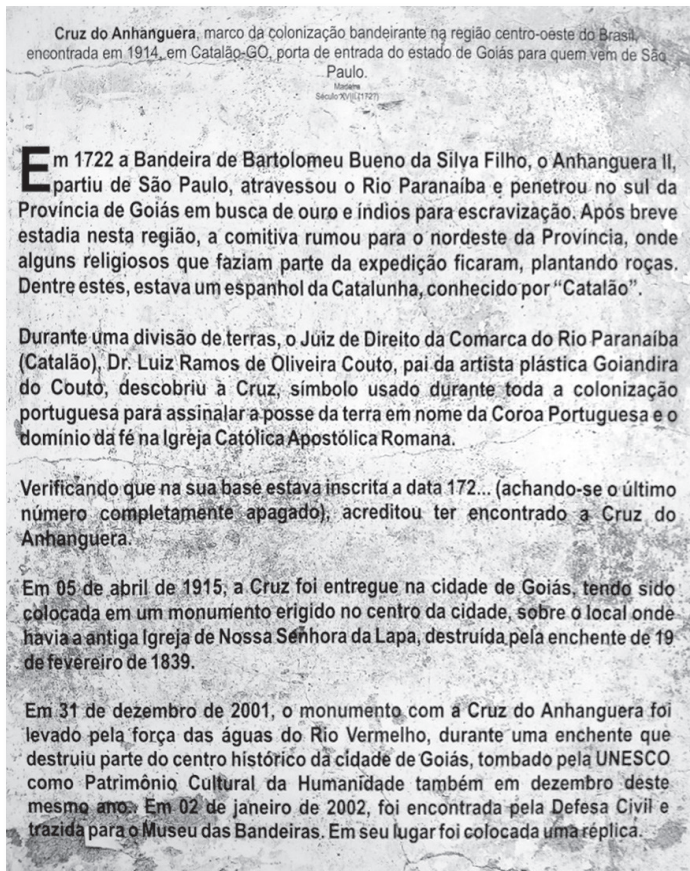 Cruz do Anhanguera, marco da colonização bandeirante na região centro-oeste do Brasil,
encontrada em 1914, em Catalão-GO, porta de entrada do estado de Goiás para quem vem de São
Paulo.
Madeira
Século XVIII (1727)
Em 1722 a Bandeira de Bartolomeu Bueno da Silva Filho, o Anhanguera II,
partiu de São Paulo, atravessou o Rio Paranaíba e penetrou no sul da
Província de Goiás em busca de ouro e índios para escravização. Após breve
estadia nesta região, a comitiva rumou para o nordeste da Província, onde
alguns religiosos que faziam parte da expedição ficaram, plantando roças.
Dentre estes, estava um espanhol da Catalunha, conhecido por “Catalão”.
Durante uma divisão de terras, o Juiz de Direito da Comarca do Rio Paranaíba
(Catalão), Dr. Luiz Ramos de Oliveira Couto, pai da artista plástica Goiandira
do Couto, descobriu a Cruz, símbolo usado durante toda a colonização
portuguesa para assinalar a posse da terra em nome da Coroa Portuguesa e o
domínio da fé na Igreja Católica Apostólica Romana.
Verificando que na sua base estava inscrita a data 172... (achando-se o último
número completamente apagado), acreditou ter encontrado a Cruz do
Anhanguera.
Em 05 de abril de 1915, a Cruz foi entregue na cidade de Goiás, tendo sido
colocada em um monumento erigido no centro da cidade, sobre o local onde
havia a antiga Igreja de Nossa Senhora da Lapa, destruída pela enchente de 19
de fevereiro de 1839.
Em 31 de dezembro de 2001, o monumento com a Cruz do Anhanguera foi
levado pela força das águas do Rio Vermelho, durante uma enchente que
destruiu parte do centro histórico da cidade de Goiás, tombado pela UNESCO
como Patrimônio Cultural da Humanidade também em dezembro deste
mesmo ano. Em 02 de janeiro de 2002, foi encontrada pela Defesa Civil e
trazida para o Museu das Bandeiras. Em seu lugar foi colocada uma réplica.